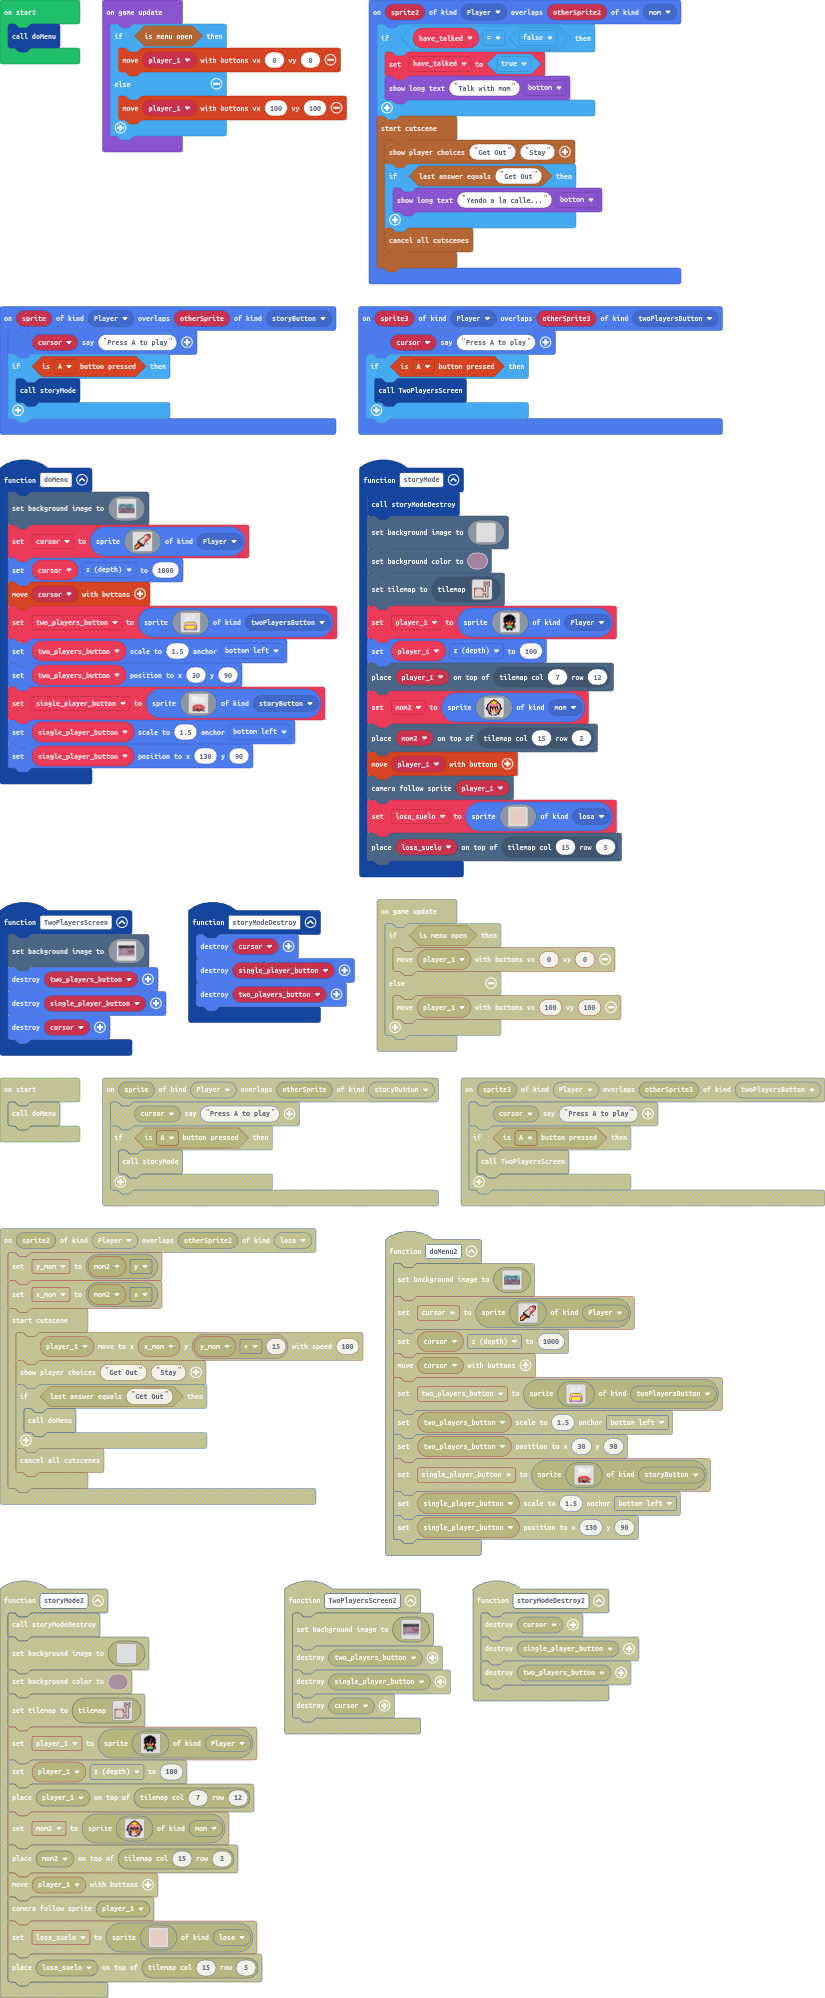 on start
call doMenu
on game update
if is menu open then
move player_1 with buttons vx 0 vy 0
else
move player_1 with buttons vx 100 vy 100
on sprite2 of kind Player overlaps otherSprite2 of kind mom
if have_talked = false then
set have_talked to true
show long text "Talk with mom" bottom
start cutscene
show player choices "Get Out" "Stay"
if last answer equals "Get Out" then
show long text "Yendo a la calle..." bottom
cancel all cutscenes
on sprite of kind Player overlaps otherSprite of kind storyButton
cursor say "Press A to play"
if is A button pressed then
call storyMode
on sprite3 of kind Player overlaps otherSprite3 of kind twoPlayersButton
cursor say "Press A to play"
if is A button pressed then
call TwoPlayersScreen
function doMenu
set background image to
set cursor to sprite of kind Player
set cursor z (depth) to 1000
move cursor with buttons
set two_players_button to sprite of kind twoPlayersButton
set two_players_button scale to 1.5 anchor bottom left
set two_players_button position to x 30 y 90
set single_player_button to sprite of kind storyButton
set single_player_button scale to 1.5 anchor bottom left
set single_player_button position to x 130 y 90
function storyMode
call storyModeDestroy
set background image to
set background color to
set tilemap to tilemap
set player_1 to sprite of kind Player
set player_1 z (depth) to 100
place player_1 on top of tilemap col 7 row 12
set mom2 to sprite of kind mom
place mom2 on top of tilemap col 15 row 2
move player_1 with buttons
camera follow sprite player_1
set losa_suelo to sprite of kind losa
place losa_suelo on top of tilemap col 15 row 5
function TwoPlayersScreen
set background image to
destroy two_players_button
destroy single_player_button
destroy cursor
function storyModeDestroy
destroy cursor
destroy single_player_button
destroy two_players_button
on game update
if is menu open then
move player_1 with buttons vx 0 vy 0
else
move player_1 with buttons vx 100 vy 100
on start
call doMenu
on sprite of kind Player overlaps otherSprite of kind storyButton
cursor say "Press A to play"
if is A button pressed then
call storyMode
on sprite3 of kind Player overlaps otherSprite3 of kind twoPlayersButton
cursor say "Press A to play"
if is A button pressed then
call TwoPlayersScreen
on sprite2 of kind Player overlaps otherSprite2 of kind losa
set y_mom to mom2 y
set x_mom to mom2 x
start cutscene
player_1 move to x x_mom y y_mom + 15 with speed 100
show player choices "Get Out" "Stay"
if last answer equals "Get Out" then
call doMenu
cancel all cutscenes
function doMenu2
set background image to
set cursor to sprite of kind Player
set cursor z (depth) to 1000
move cursor with buttons
set two_players_button to sprite of kind twoPlayersButton
set two_players_button scale to 1.5 anchor bottom left
set two_players_button position to x 30 y 90
set single_player_button to sprite of kind storyButton
set single_player_button scale to 1.5 anchor bottom left
set single_player_button position to x 130 y 90
function storyMode2
call storyModeDestroy
set background image to
set background color to
set tilemap to tilemap
set player_1 to sprite of kind Player
set player_1 z (depth) to 100
place player_1 on top of tilemap col 7 row 12
set mom2 to sprite of kind mom
place mom2 on top of tilemap col 15 row 2
move player_1 with buttons
camera follow sprite player_1
set losa_suelo to sprite of kind losa
place losa_suelo on top of tilemap col 15 row 5
function TwoPlayersScreen2
set background image to
destroy two_players_button
destroy single_player_button
destroy cursor
function storyModeDestroy2
destroy cursor
destroy single_player_button
destroy two_players_button